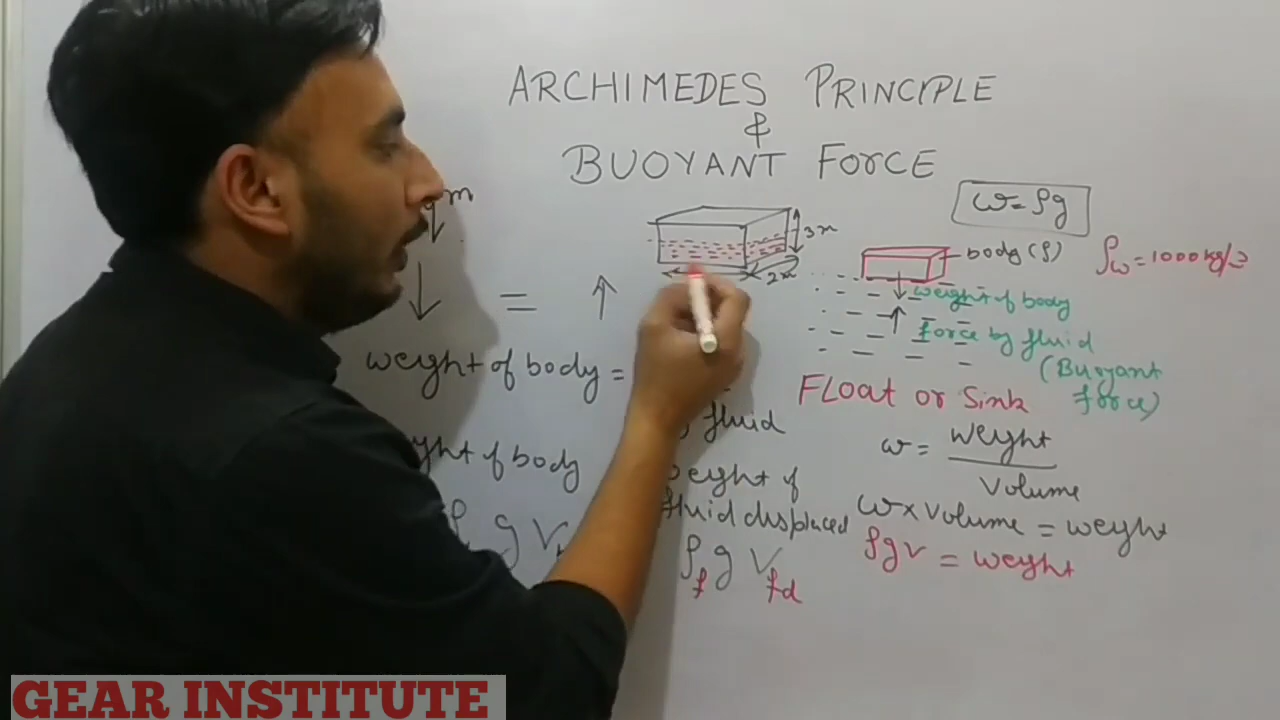 ARCHIMEDES PRINCIPLE
&
BUOYANT FORCE
w = ρg
m
3m
2m
body (ρ)
ρw = 1000 kg/
weight of body
= ↑
force by fluid
(Buoyant
force)
weight of body =
FLOAT or Sink
fluid
w = weight / Volume
ght of body
weight of
fluid displaced
w x volume = weight
ρ g V
ρf g Vfd
ρgv = weight
GEAR INSTITUTE